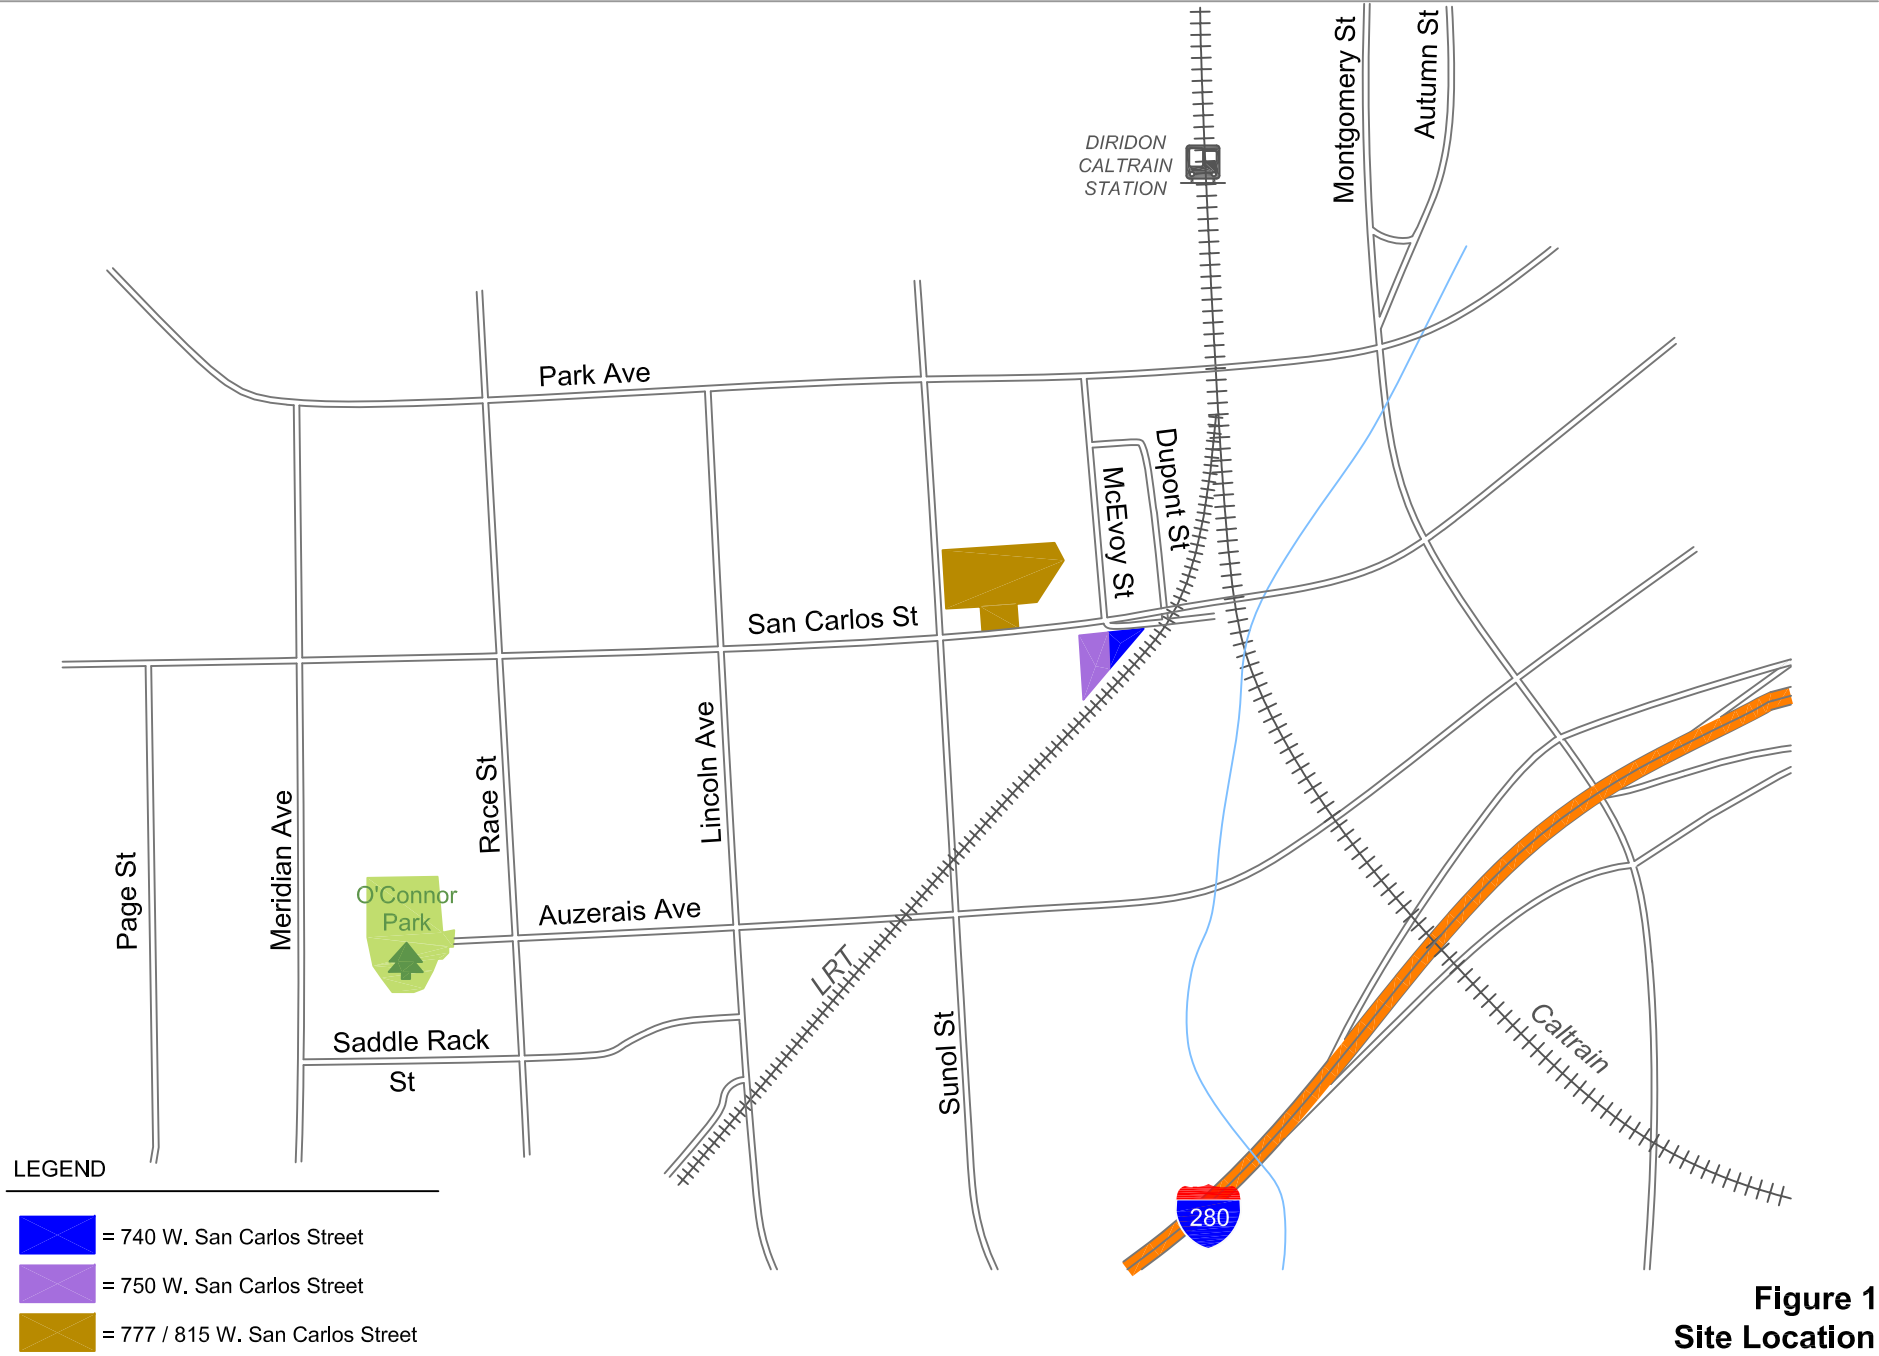 Montgomery St
Autumn St
DIRIDON
CALTRAIN
STATION
Park Ave
Dupont St
McEvoy St
San Carlos St
Lincoln Ave
Race St
Meridian Ave
Page St
O'Connor
Park
Auzerais Ave
LRT
Saddle Rack
St
Sunol St
Caltrain
280
LEGEND
= 740 W. San Carlos Street
= 750 W. San Carlos Street
= 777 / 815 W. San Carlos Street
Figure 1
Site Location